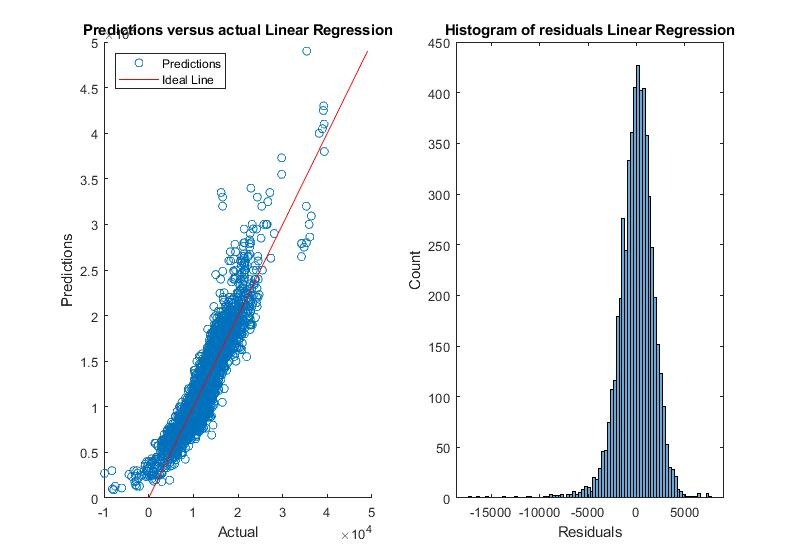 Predictions versus actual Linear Regression
5
4.5
4
3.5
3
2.5
2
1.5
1
0.5
0
Predictions
Predictions
Ideal Line
-1 0 1 2 3 4 5
Actual
×10^4
Histogram of residuals Linear Regression
450
400
350
300
250
200
150
100
50
0
Count
-15000 -10000 -5000 0 5000
Residuals